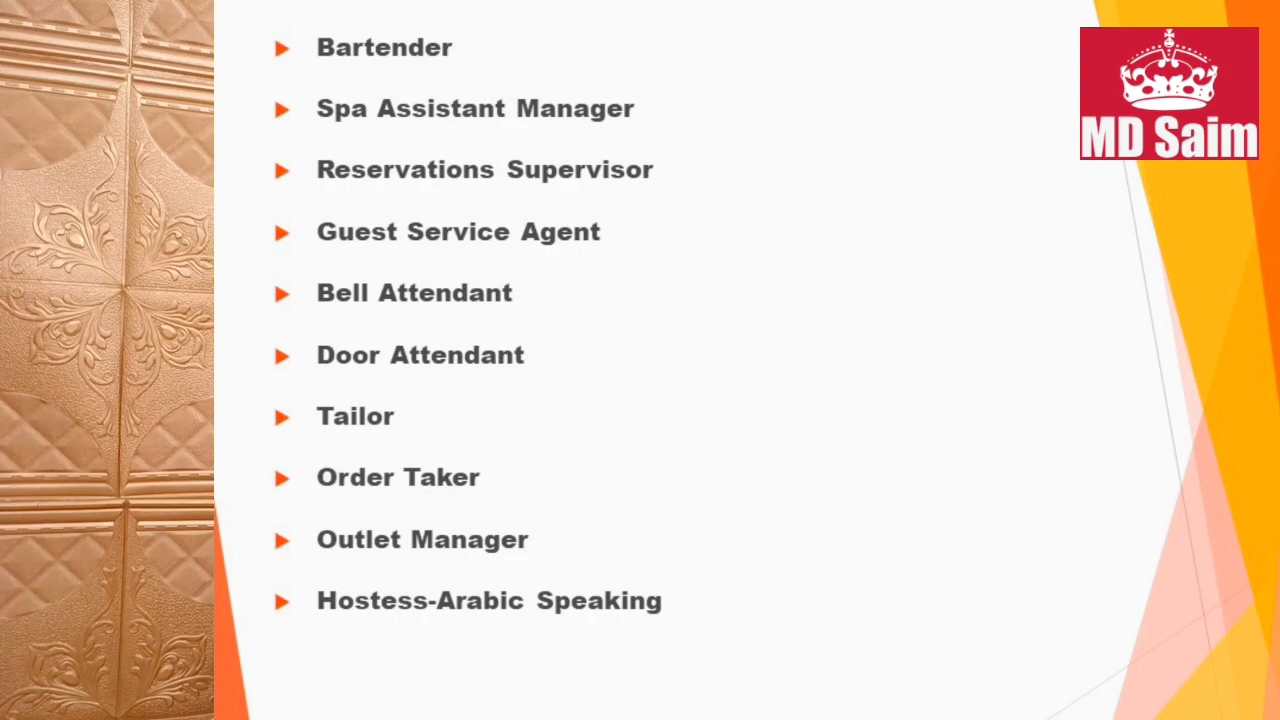 Bartender
Spa Assistant Manager
Reservations Supervisor
Guest Service Agent
Bell Attendant
Door Attendant
Tailor
Order Taker
Outlet Manager
Hostess-Arabic Speaking
MD Saim